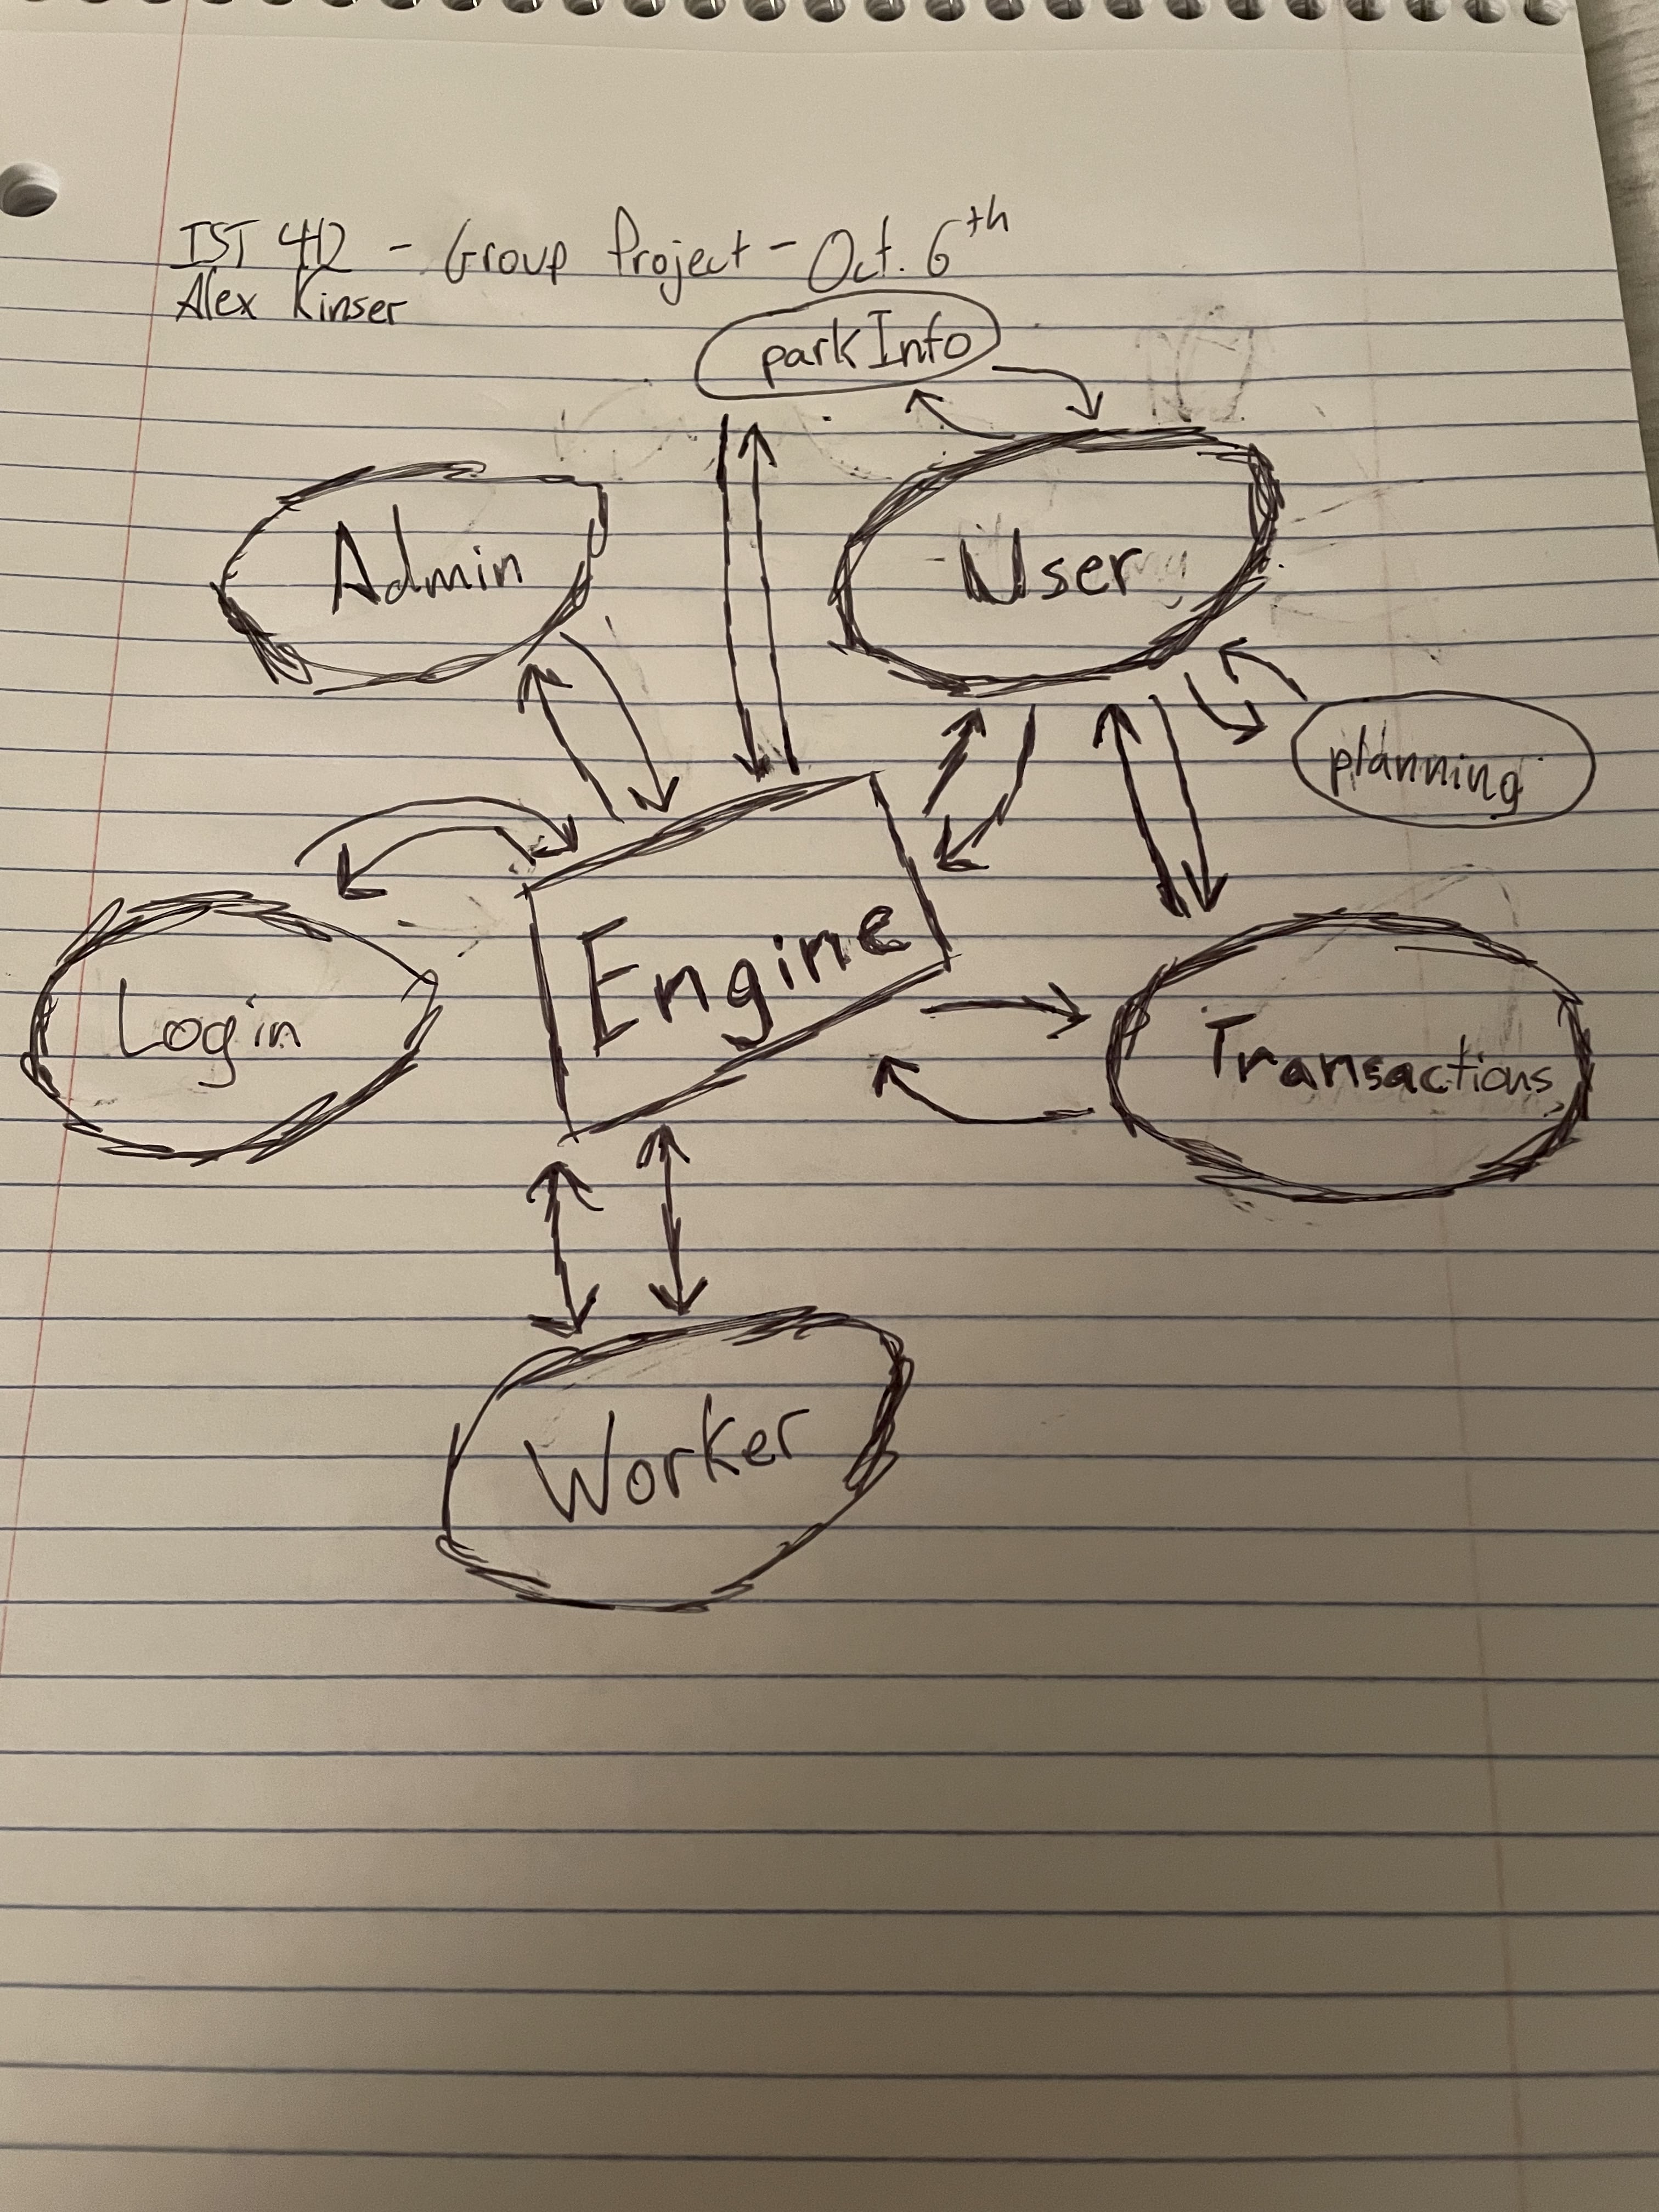 IST 412 - Group Project - Oct. 6th
Alex Kinser
parkInfo
Admin
User
planning
Engine
Login
Transactions
Worker